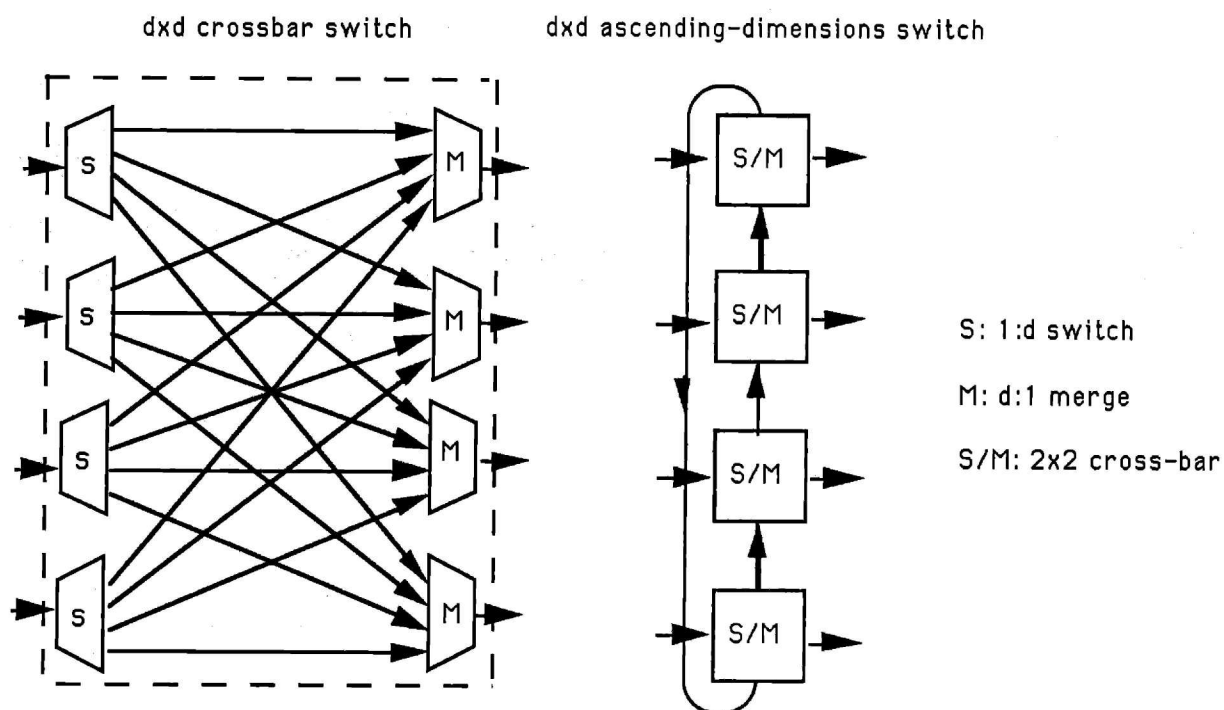 dxd crossbar switch
dxd ascending-dimensions switch
S
M
S
M
S
M
S
M
S/M
S/M
S/M
S/M
S: 1:d switch
M: d:1 merge
S/M: 2x2 cross-bar